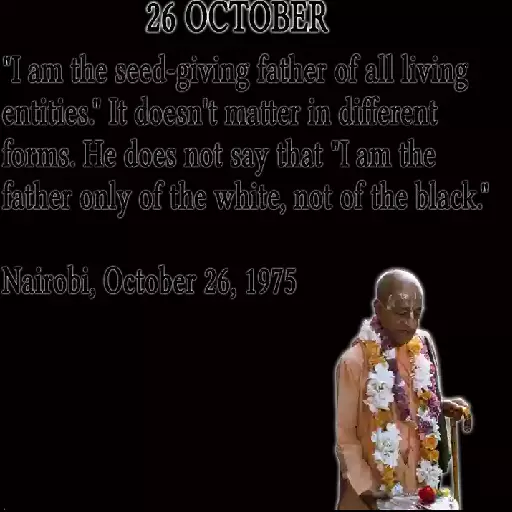 26 OCTOBER
"I am the seed-giving father of all living
entities." It doesn't matter in different
forms. He does not say that "I am the
father only of the white, not of the black."
Nairobi, October 26, 1975